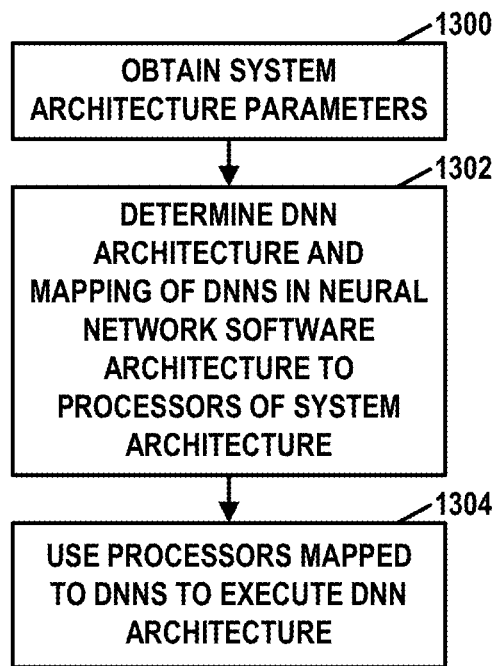 1300
OBTAIN SYSTEM
ARCHITECTURE PARAMETERS
1302
DETERMINE DNN
ARCHITECTURE AND
MAPPING OF DNNS IN NEURAL
NETWORK SOFTWARE
ARCHITECTURE TO
PROCESSORS OF SYSTEM
ARCHITECTURE
1304
USE PROCESSORS MAPPED
TO DNNS TO EXECUTE DNN
ARCHITECTURE